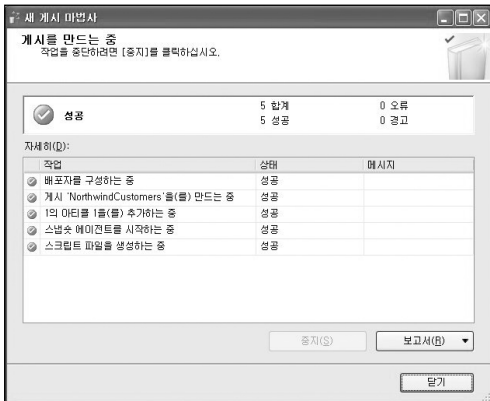 새 게시 마법사
게시를 만드는 중
작업을 중단하려면 [중지]를 클릭하십시오.
성공
5 합계
0 오류
5 성공
0 경고
자세히(D):
작업 상태 메시지
배포자를 구성하는 중 성공
게시 'NorthwindCustomers'을(를) 만드는 중 성공
1의 아티클 1을(를) 추가하는 중 성공
스냅숏 에이전트를 시작하는 중 성공
스크립트 파일을 생성하는 중 성공
중지(S)
보고서(R)
닫기